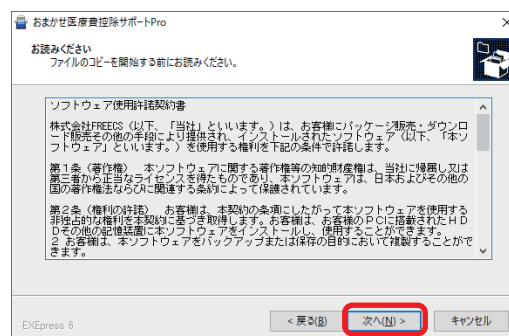 おまかせ医療費控除サポートPro
お読みください
ファイルのコピーを開始する前にお読みください。
ソフトウェア使用許諾契約書
株式会社FREECS（以下、「当社」といいます。）は、お客様にパッケージ販売・ダウンロ
ード販売その他の手段により提供され、インストールされたソフトウェア（以下、「本ソ
フトウェア」といいます。）を使用する権利を下記の条件で許諾します。
第１条（著作権）　本ソフトウェアに関する著作権等の知的財産権は、当社に帰属し又は
第三者から正当なライセンスを得たものであり、本ソフトウェアは、日本およびその他の
国の著作権法ならびに関連する条約によって保護されています。
第２条（権利の許諾）　お客様は、本契約の条項にしたがって本ソフトウェアを使用する
非独占的な権利を本契約に基づき取得します。お客様は、お客様のＰＣに搭載されたＨＤ
Ｄその他の記憶装置に本ソフトウェアをインストールし、使用することができます。
２ お客様は、本ソフトウェアをバックアップまたは保存の目的において複製することがで
きます。
EXEpress 6
< 戻る(B)
次へ(N) >
キャンセル